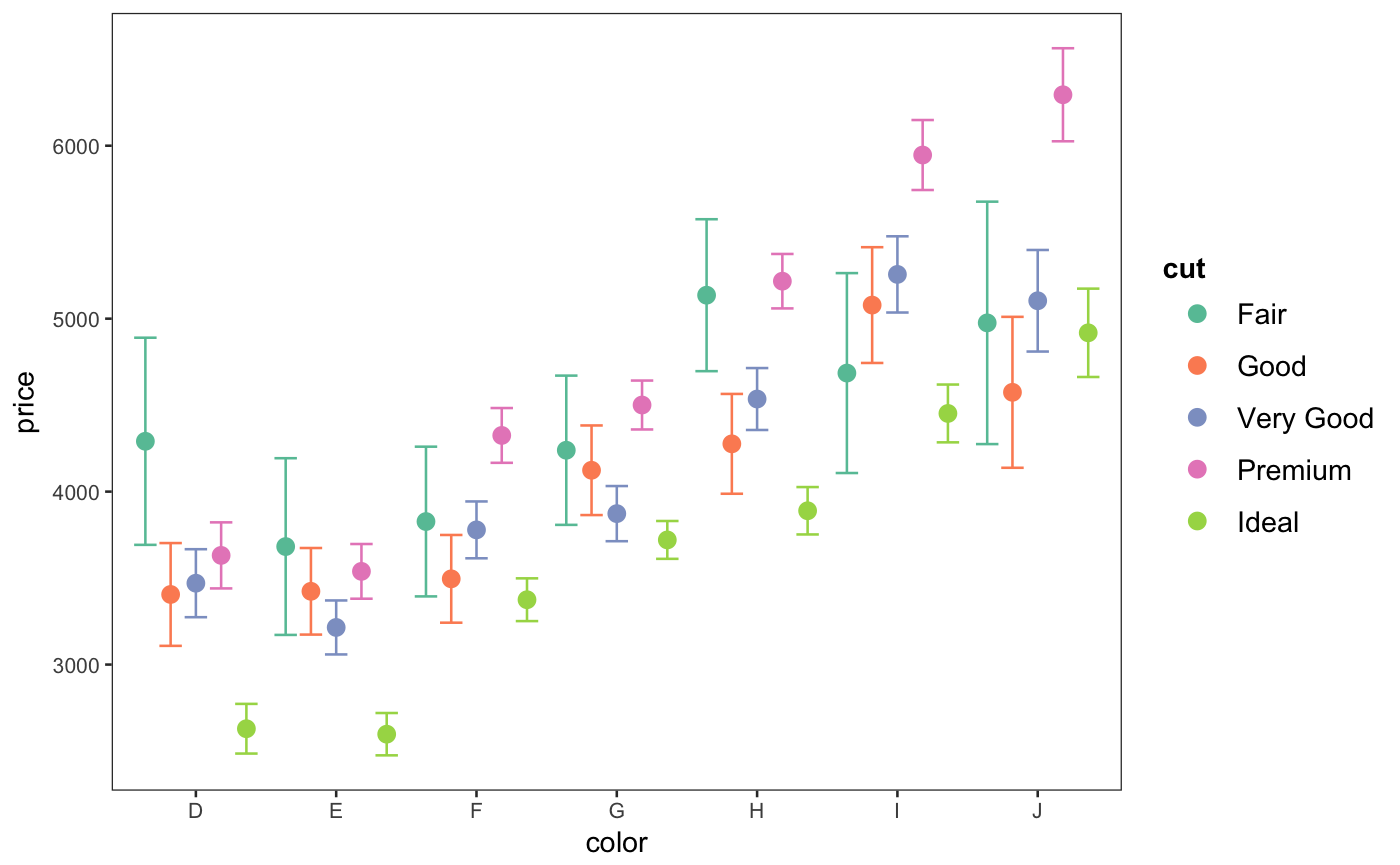 price
6000
5000
4000
3000
D E F G H I J
color
cut
Fair
Good
Very Good
Premium
Ideal